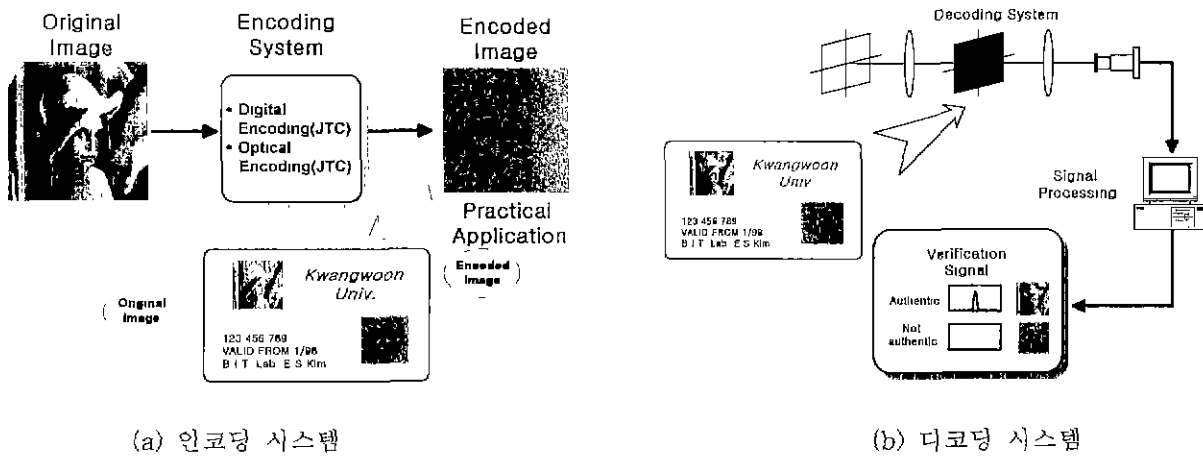 Original
Image
Encoding
System
Encoded
Image
• Digital
Encoding(JTC)
• Optical
Encoding(JTC)
Practical
Application
Original
Image
Encoded
Image
Kwangwoon
Univ.
123 456 789
VALID FROM 1/96
B I T Lab E S Kim
(a) 인코딩 시스템
Decoding System
Kwangwoon
Univ
123 456 789
VALID FROM 1/96
B I T Lab E S Kim
Signal
Processing
Verification
Signal
Authentic
Not
authentic
(b) 디코딩 시스템